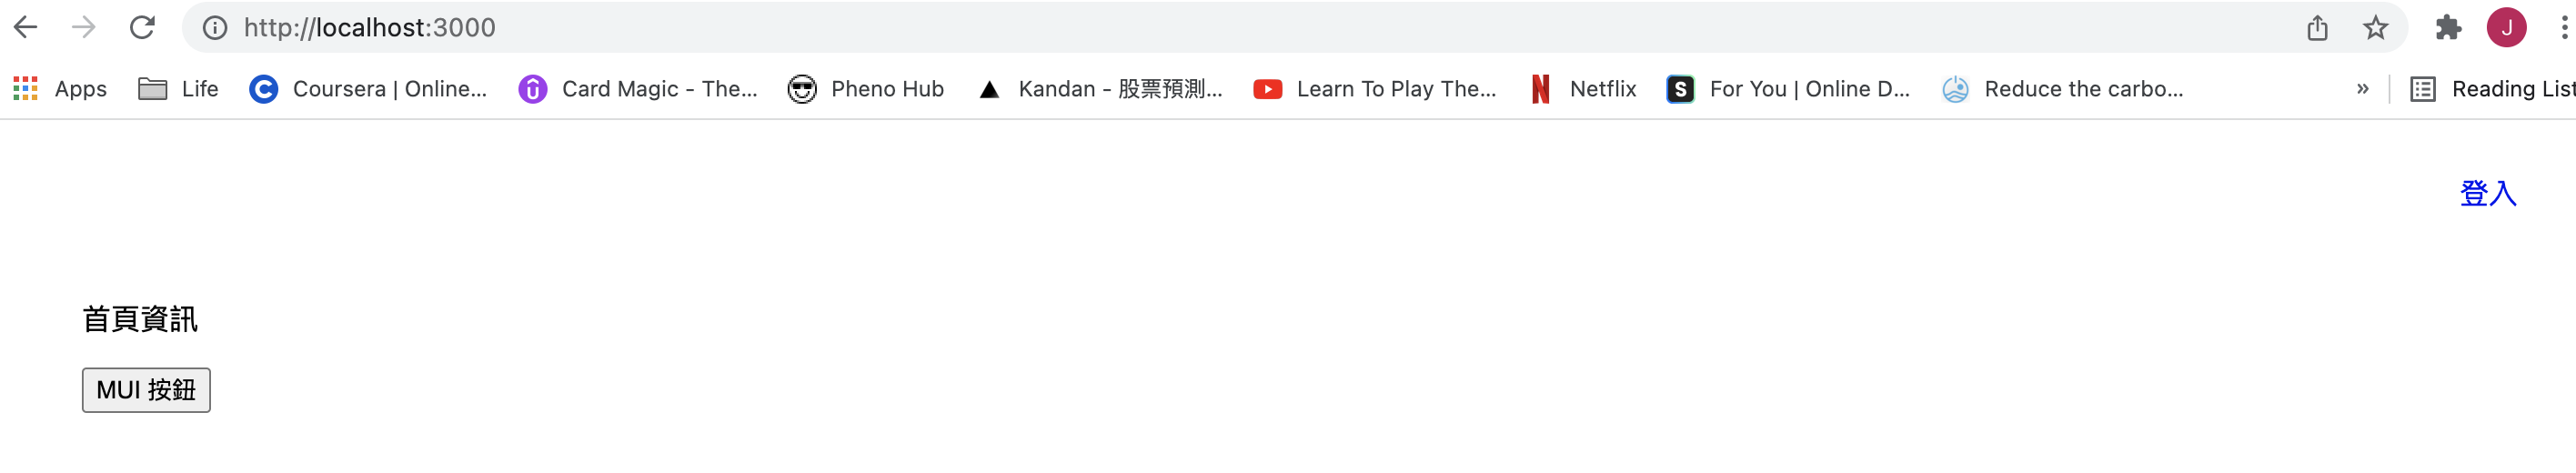 http://localhost:3000
J
Apps Life Coursera | Online... Card Magic - The... Pheno Hub Kandan - 股票預測... Learn To Play The... Netflix For You | Online D... Reduce the carbo... » Reading List
登入
首頁資訊
MUI 按鈕